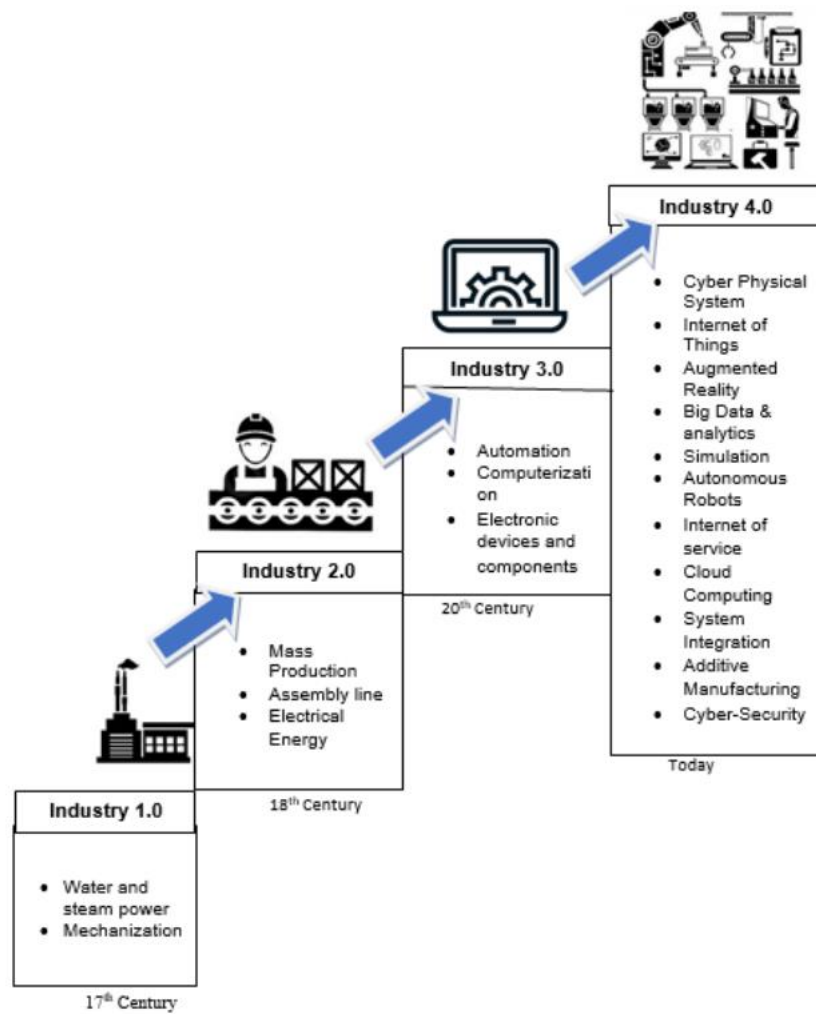 Industry 4.0
Cyber Physical
System
Internet of
Things
Augmented
Reality
Big Data &
analytics
Simulation
Autonomous
Robots
Internet of
service
Cloud
Computing
System
Integration
Additive
Manufacturing
Cyber-Security
Today
Industry 3.0
Automation
Computerizati
on
Electronic
devices and
components
20th Century
Industry 2.0
Mass
Production
Assembly line
Electrical
Energy
18th Century
Industry 1.0
Water and
steam power
Mechanization
17th Century